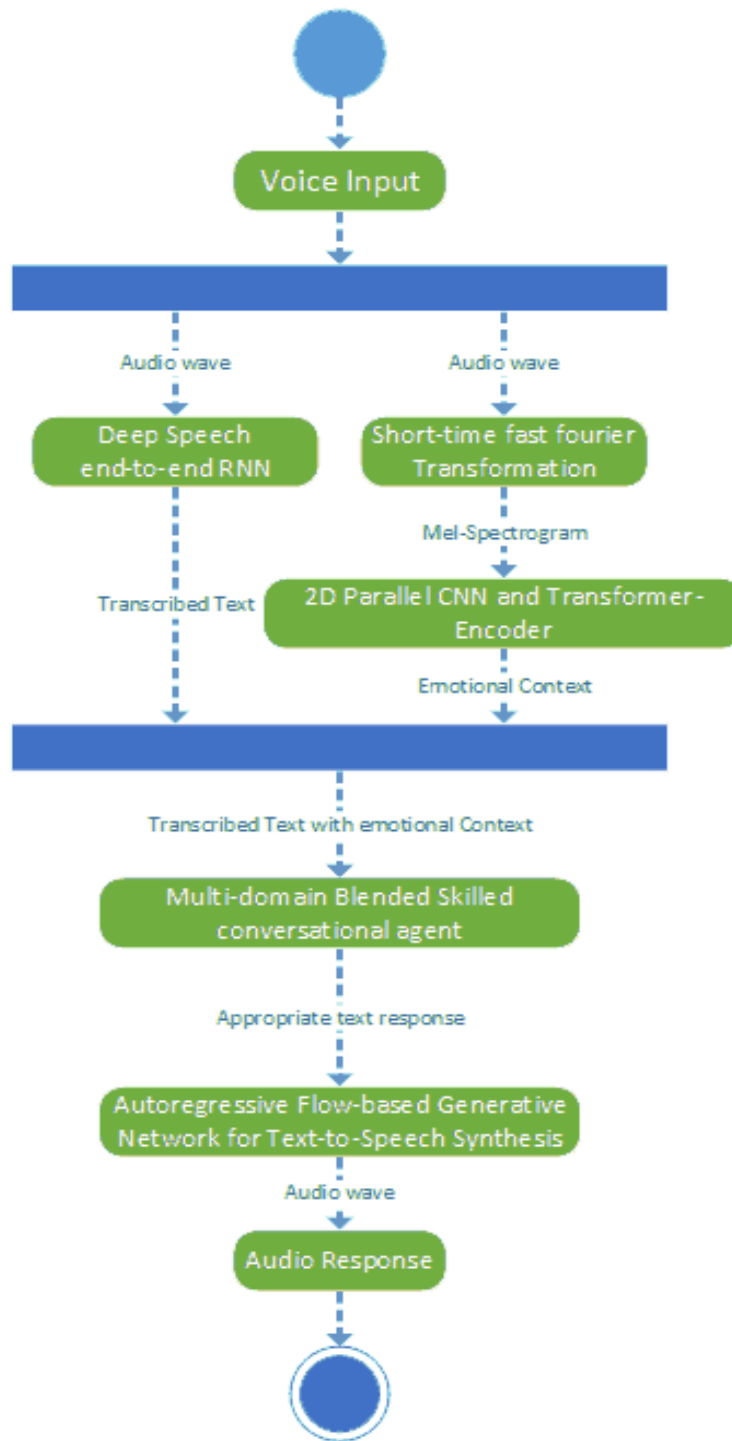 Voice Input
Audio wave
Audio wave
Deep Speech
end-to-end RNN
Short-time fast fourier
Transformation
Mel-Spectrogram
Transcribed Text
2D Parallel CNN and Transformer-
Encoder
Emotional Context
Transcribed Text with emotional Context
Multi-domain Blended Skilled
conversational agent
Appropriate text response
Autoregressive Flow-based Generative
Network for Text-to-Speech Synthesis
Audio wave
Audio Response